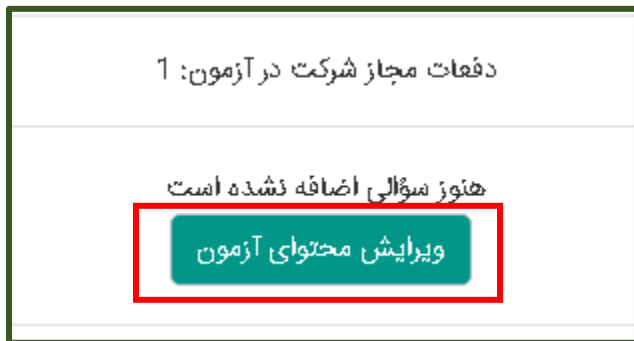 دفعات مجاز شرکت در آزمون: 1
هنوز سؤالی اضافه نشده است
ویرایش محتوای آزمون